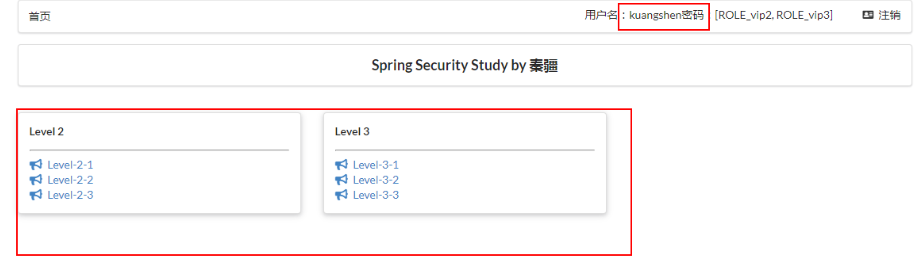 首页 用户名：kuangshen密码：[ROLE_vip2, ROLE_vip3] 注销
Spring Security Study by 秦疆
Level 2 Level 3
Level-2-1 Level-3-1
Level-2-2 Level-3-2
Level-2-3 Level-3-3